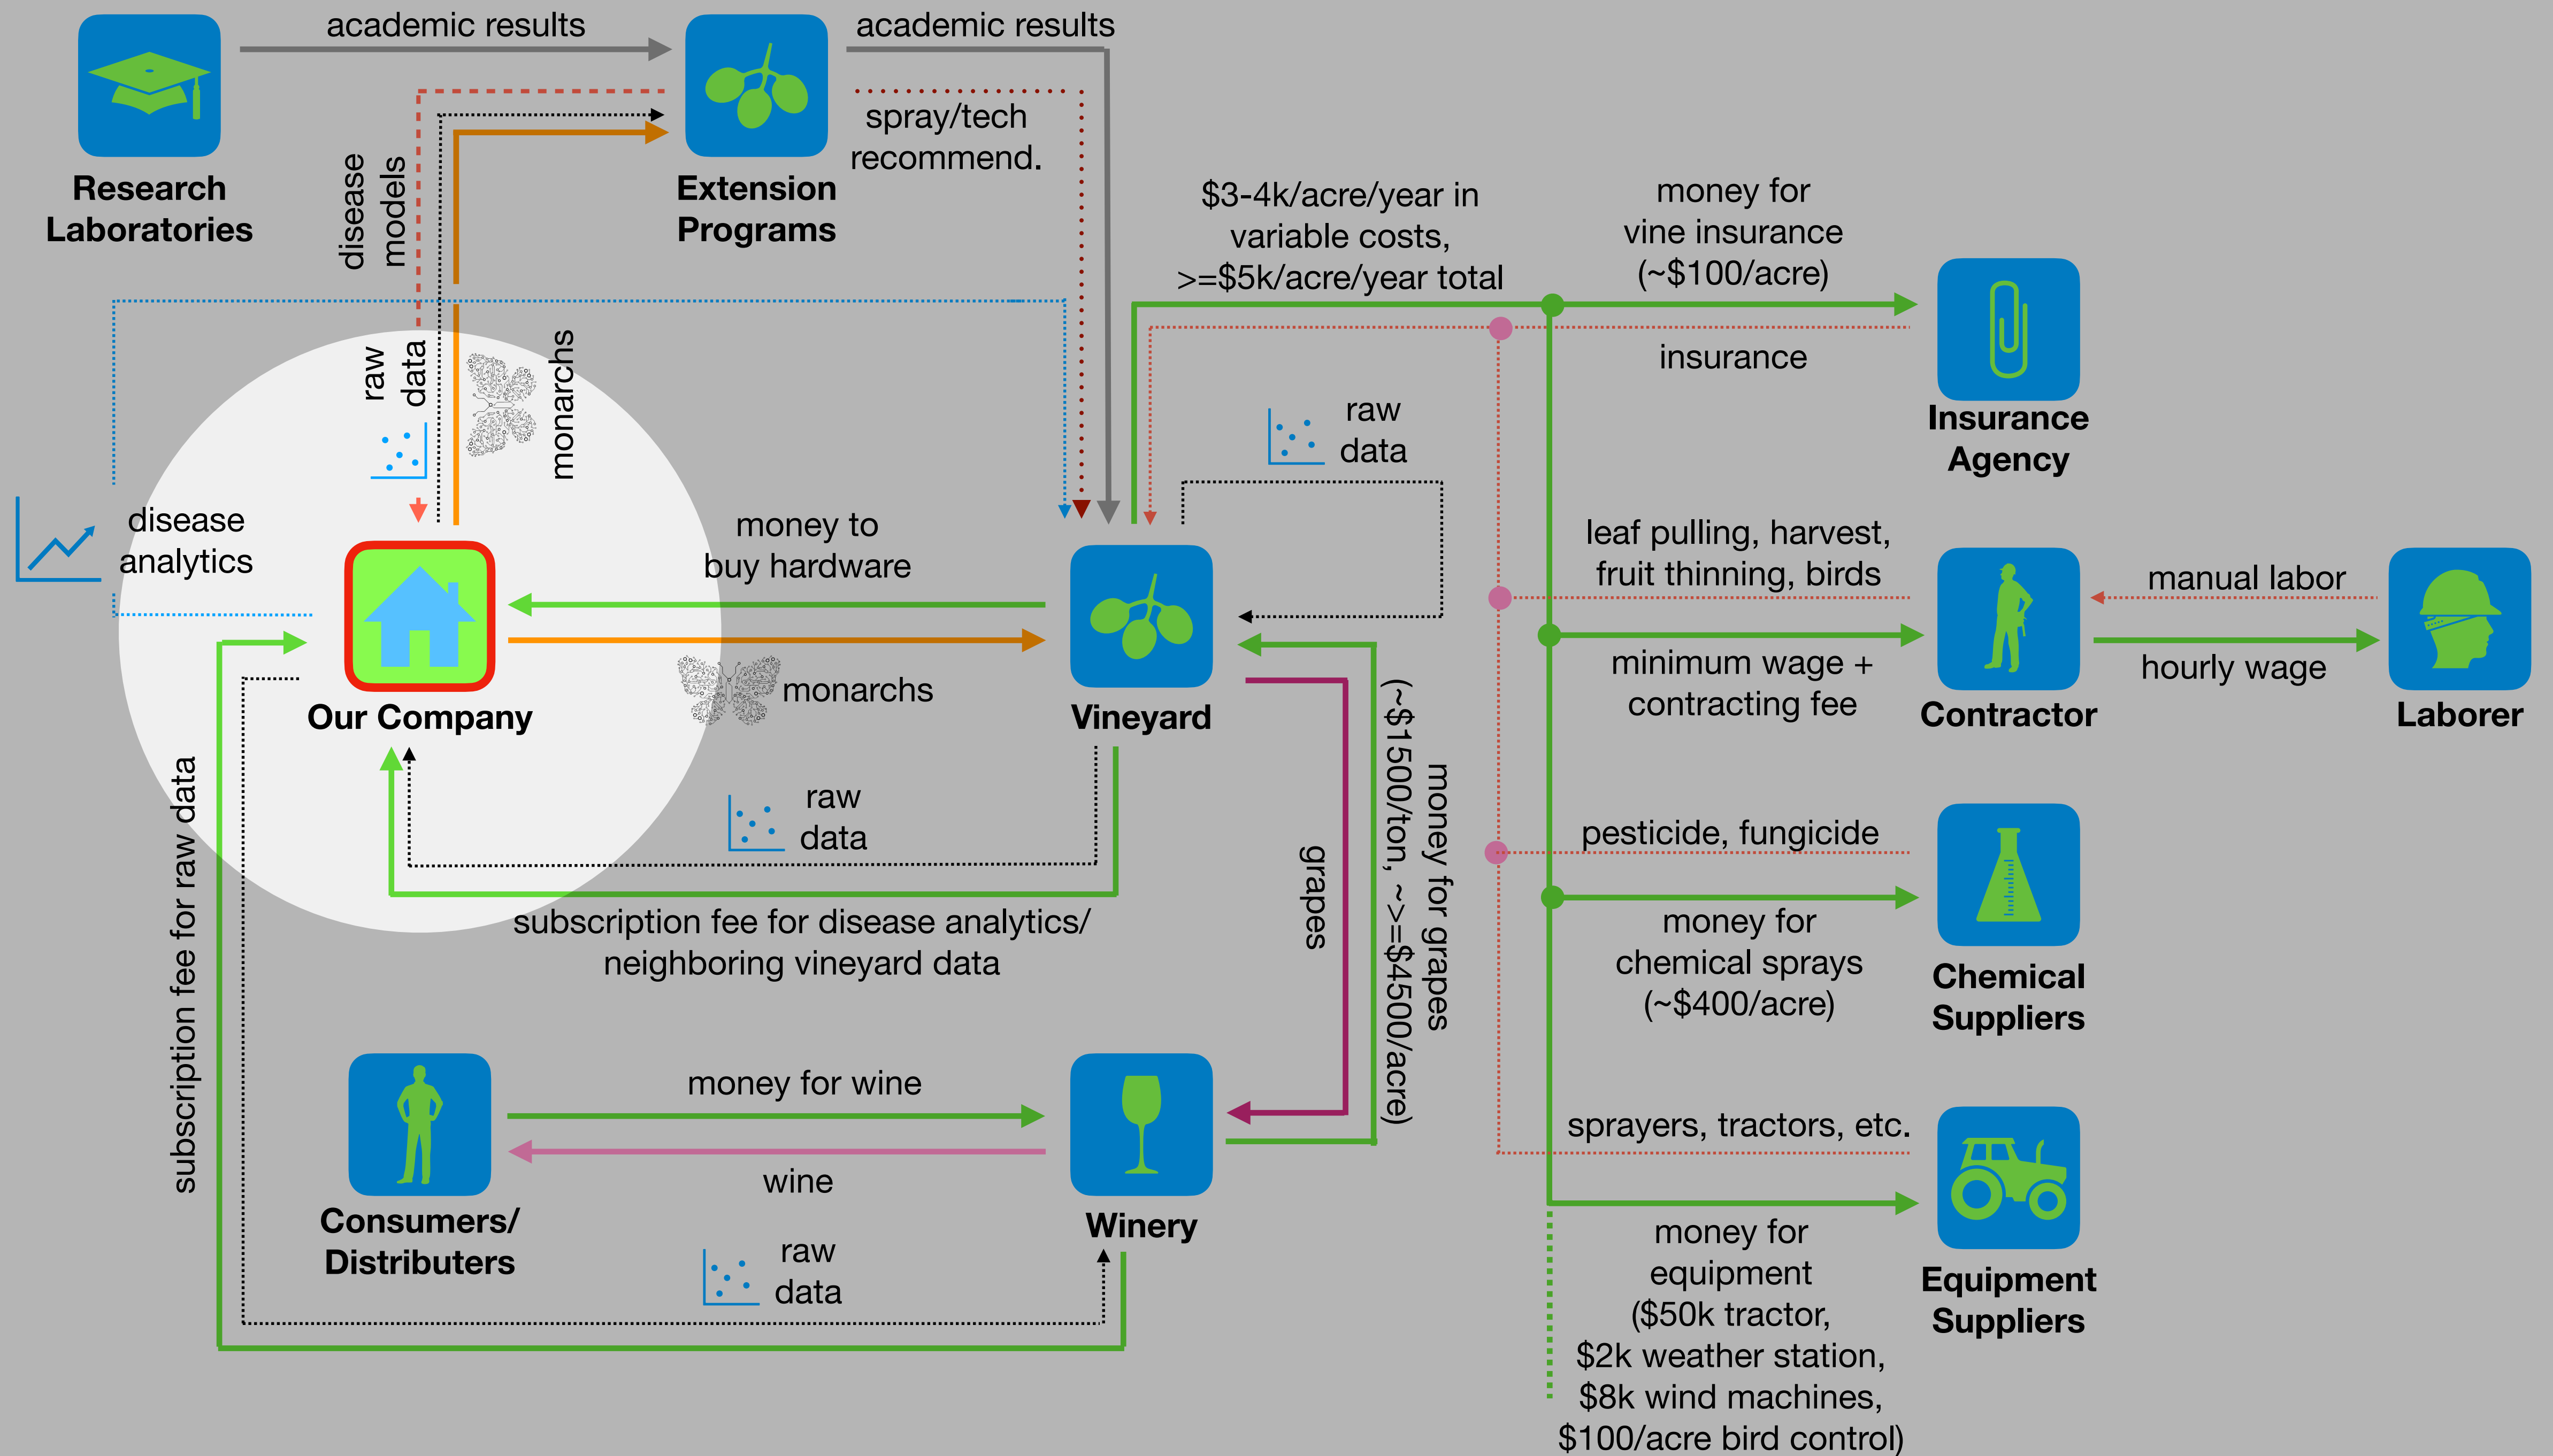 academic results
academic results
Research
Laboratories
Extension
Programs
spray/tech
recommend.
disease
models
$3-4k/acre/year in
variable costs,
>=$5k/acre/year total
money for
vine insurance
(~$100/acre)
insurance
Insurance
Agency
raw
data
monarchs
raw
data
disease
analytics
money to
buy hardware
Our Company
monarchs
Vineyard
leaf pulling, harvest,
fruit thinning, birds
minimum wage +
contracting fee
Contractor
manual labor
hourly wage
Laborer
raw
data
subscription fee for disease analytics/
neighboring vineyard data
subscription fee for raw data
grapes
money for grapes
(~$1500/ton, ~>=$4500/acre)
pesticide, fungicide
money for
chemical sprays
(~$400/acre)
Chemical
Suppliers
money for wine
wine
Consumers/
Distributers
Winery
raw
data
sprayers, tractors, etc.
money for
equipment
($50k tractor,
$2k weather station,
$8k wind machines,
$100/acre bird control)
Equipment
Suppliers